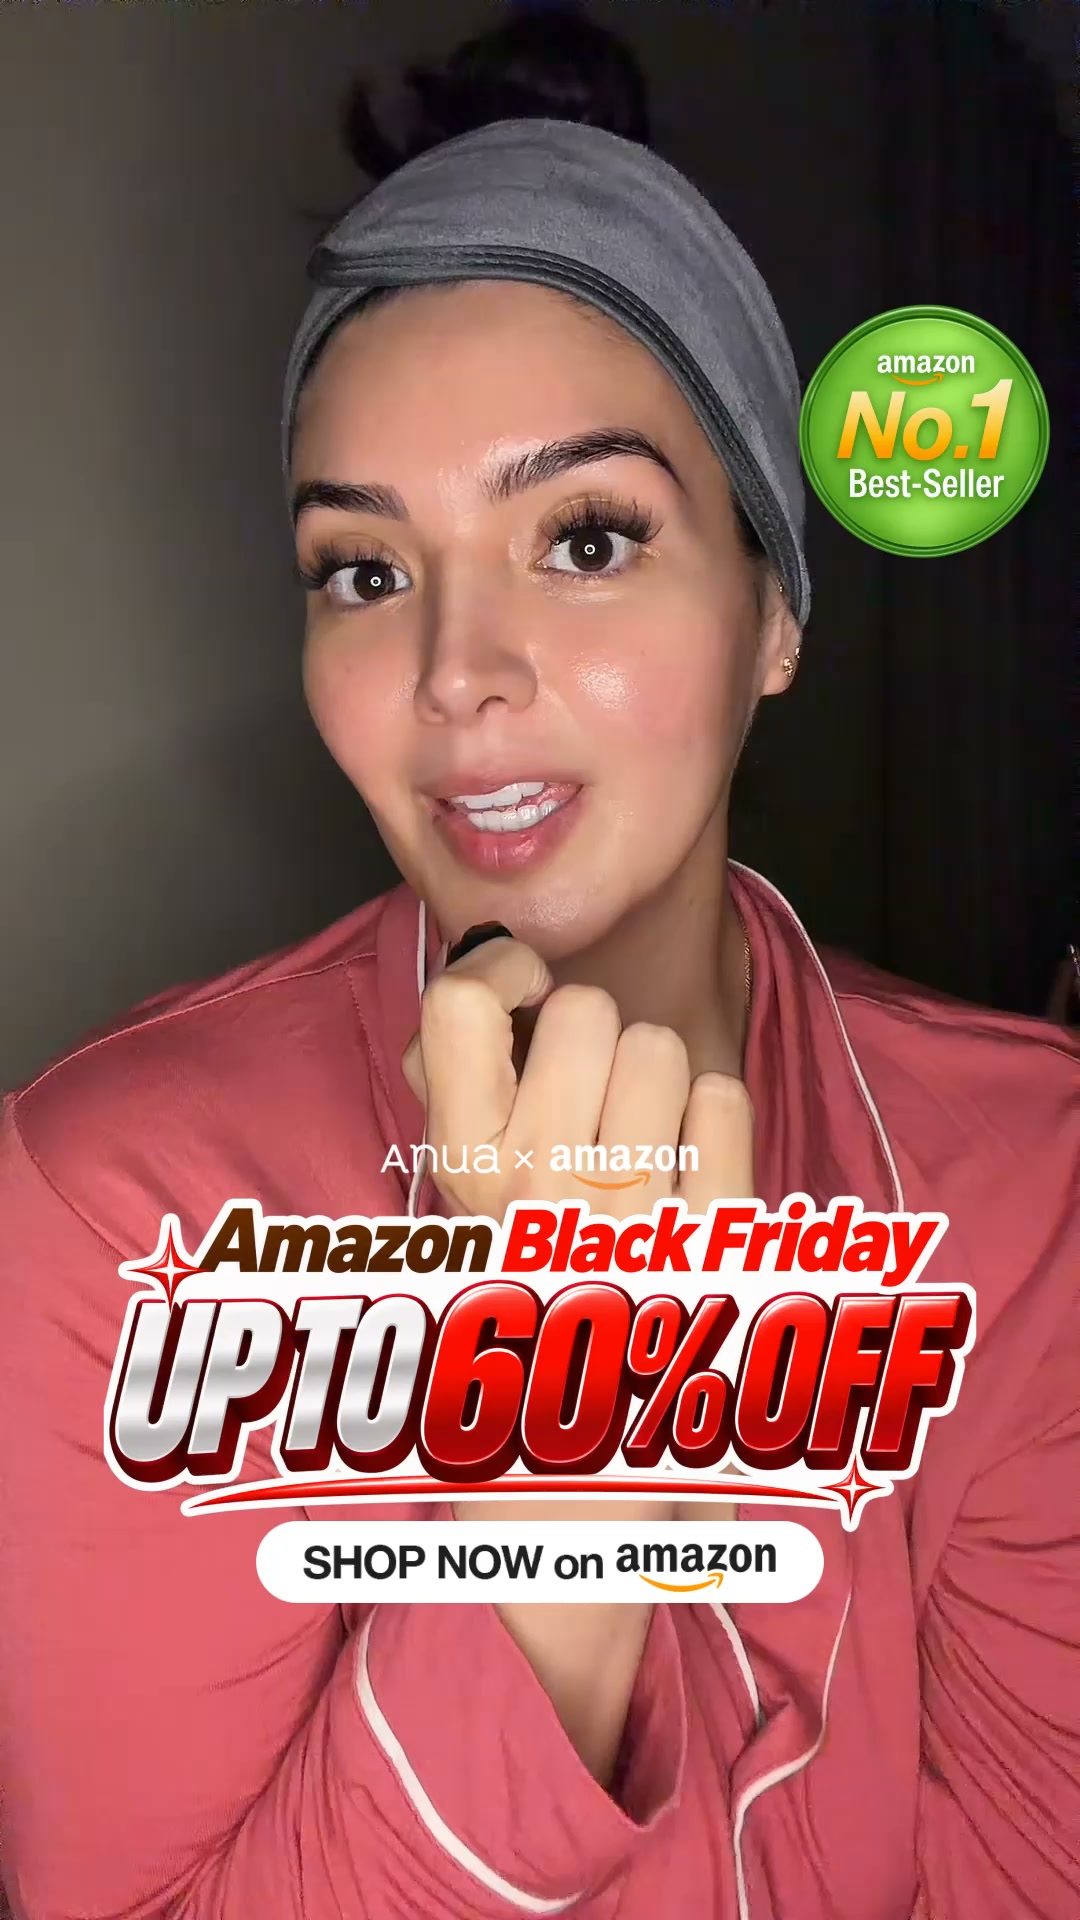 amazon
No.1
Best-Seller
Anua × amazon
Amazon Black Friday
UP TO 60% OFF
SHOP NOW on amazon